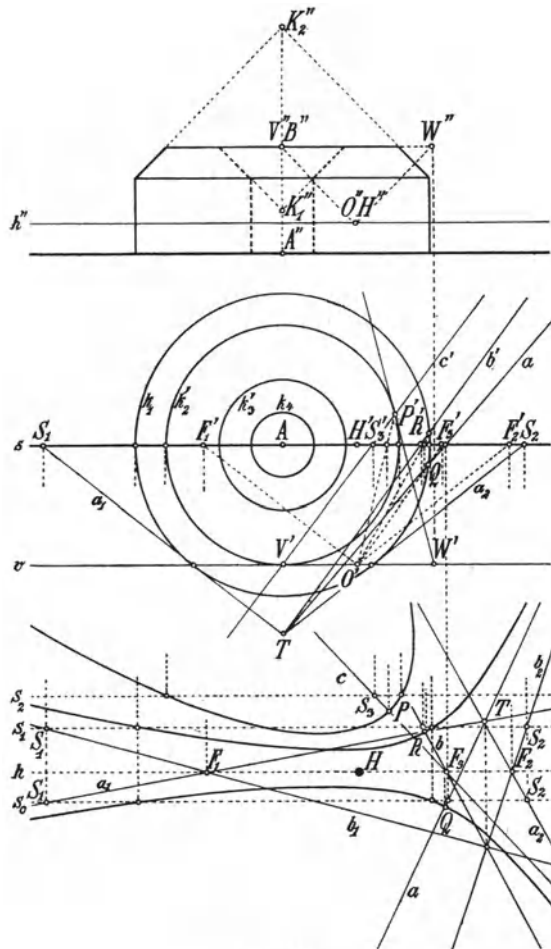 K₂″
V″B″ W″
K₁″ O″H″
h″
A″
c′ b′ a
k₁ k₂′ k₃′ k₄ P′
S₁ F₁′ A H′ S₃′ R′ F₃′ F₂′ S₂
s
Q
a₁ a₂
V′ O′ W′
v
T
b₂
c
s₂ S₃ P T
s₁ S₁ R b S₂
h F₁ H F₃ F₂
a₁
s₀ S₁ S₂
Q
b₁ a₂
a